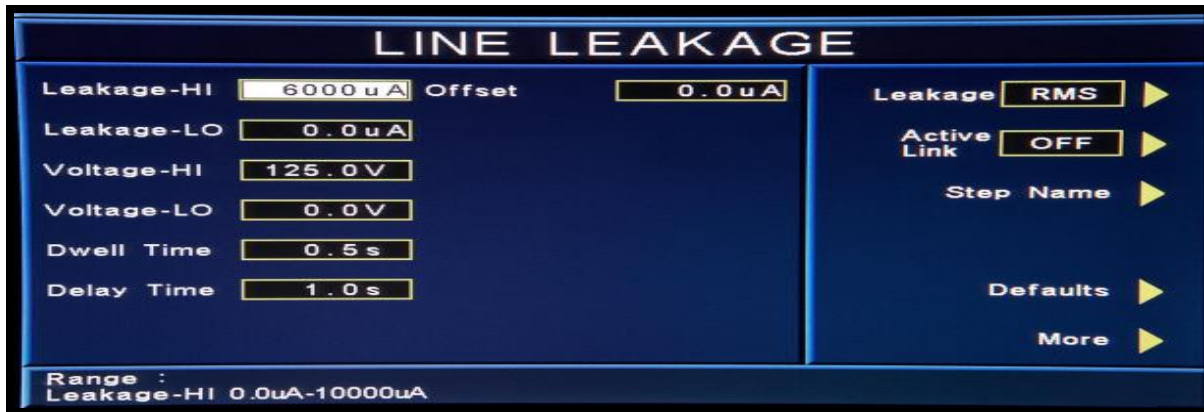 LINE LEAKAGE
Leakage-HI 6000uA Offset 0.0uA
Leakage-LO 0.0uA
Voltage-HI 125.0V
Voltage-LO 0.0V
Dwell Time 0.5s
Delay Time 1.0s
Leakage RMS
Active Link OFF
Step Name
Defaults
More
Range :
Leakage-HI 0.0uA-10000uA